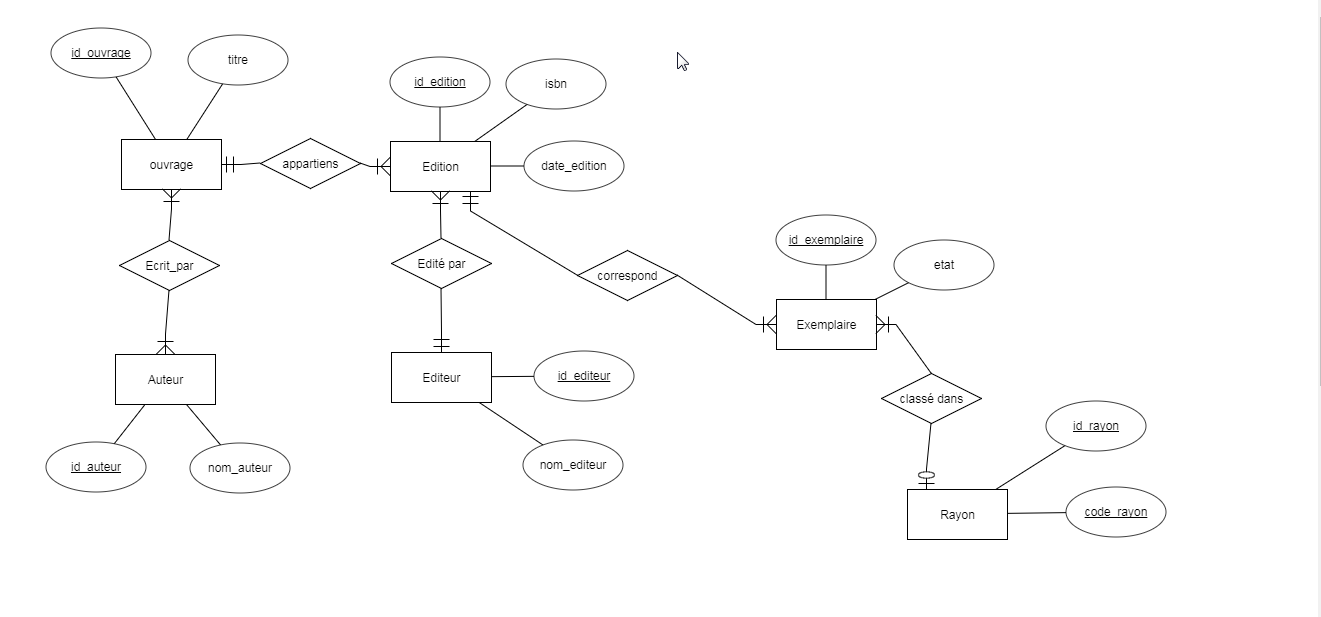 id_ouvrage
titre
id_edition
isbn
ouvrage
appartiens
Edition
date_edition
Ecrit_par
Edité par
correspond
id_exemplaire
etat
Exemplaire
Auteur
Editeur
id_editeur
classé dans
id_auteur
nom_auteur
nom_editeur
id_rayon
Rayon
code_rayon